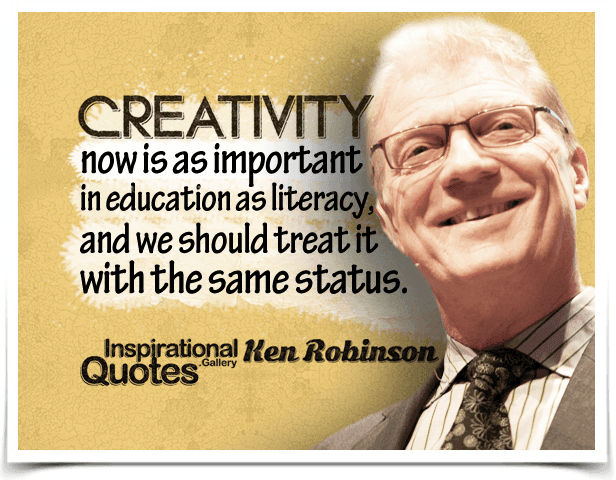 CREATIVITY
now is as important
in education as literacy,
and we should treat it
with the same status.
Inspirational
Quotes.Gallery
Ken Robinson